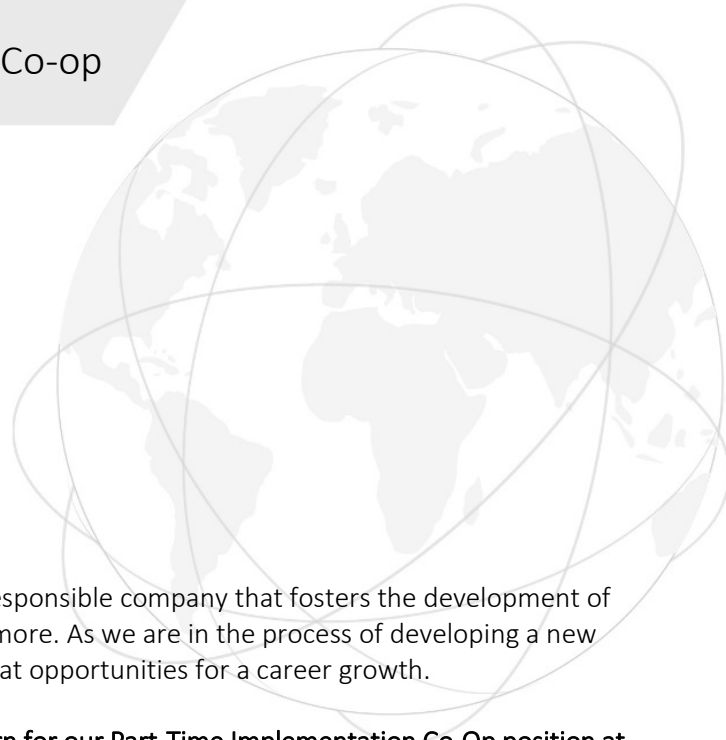 Co-op
esponsible company that fosters the development of
more. As we are in the process of developing a new
at opportunities for a career growth.
for our Part-Time Implementation Co-Op position at